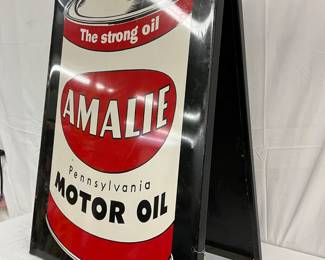 The strong oil
AMALIE
Pennsylvania
MOTOR OIL